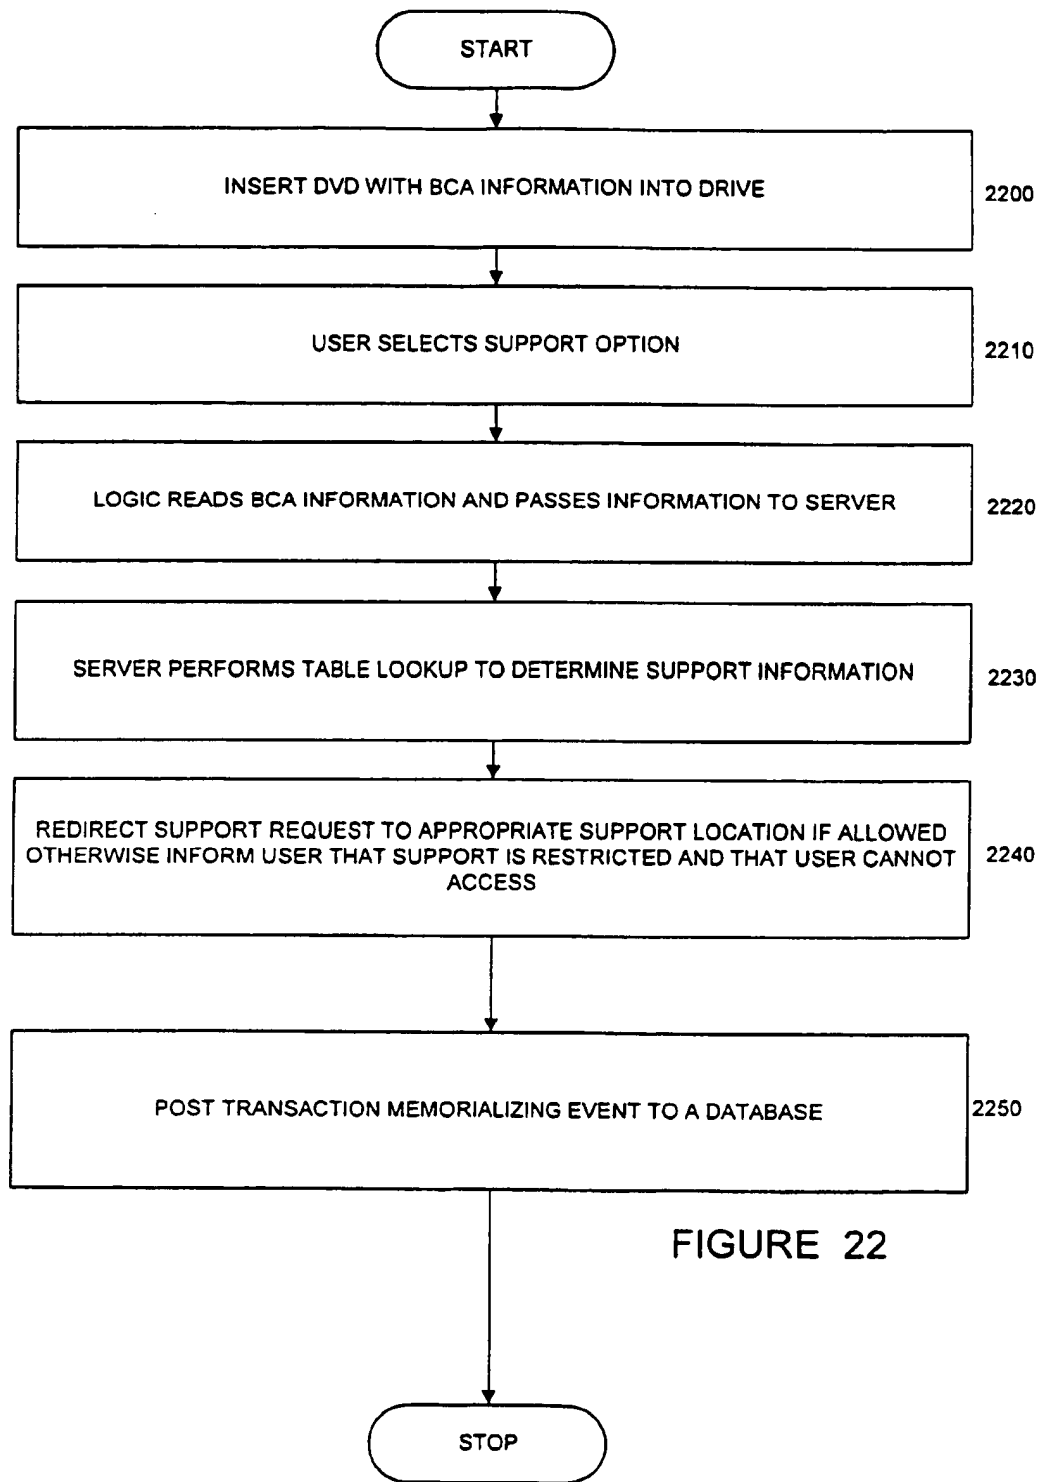 START
INSERT DVD WITH BCA INFORMATION INTO DRIVE
2200
USER SELECTS SUPPORT OPTION
2210
LOGIC READS BCA INFORMATION AND PASSES INFORMATION TO SERVER
2220
SERVER PERFORMS TABLE LOOKUP TO DETERMINE SUPPORT INFORMATION
2230
REDIRECT SUPPORT REQUEST TO APPROPRIATE SUPPORT LOCATION IF ALLOWED
OTHERWISE INFORM USER THAT SUPPORT IS RESTRICTED AND THAT USER CANNOT
ACCESS
2240
POST TRANSACTION MEMORIALIZING EVENT TO A DATABASE
2250
FIGURE 22
STOP